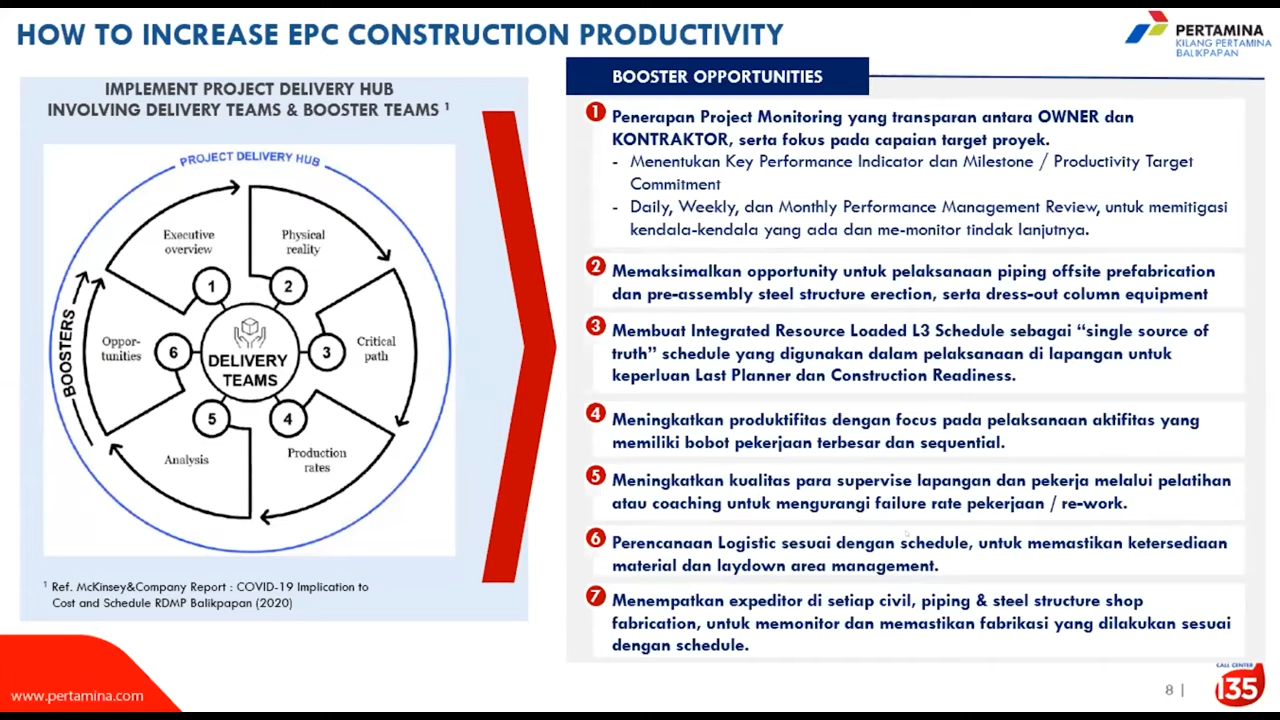 HOW TO INCREASE EPC CONSTRUCTION PRODUCTIVITY
PERTAMINA
KILANG PERTAMINA
BALIKPAPAN
IMPLEMENT PROJECT DELIVERY HUB
INVOLVING DELIVERY TEAMS & BOOSTER TEAMS ¹
PROJECT DELIVERY HUB
Executive
overview
Physical
reality
1
2
BOOSTERS
Oppor-
tunities
6
DELIVERY
TEAMS
3
Critical
path
5
4
Analysis
Production
rates
¹ Ref. McKinsey&Company Report : COVID-19 Implication to
Cost and Schedule RDMP Balikpapan (2020)
BOOSTER OPPORTUNITIES
1 Penerapan Project Monitoring yang transparan antara OWNER dan
KONTRAKTOR, serta fokus pada capaian target proyek.
- Menentukan Key Performance Indicator dan Milestone / Productivity Target
Commitment
- Daily, Weekly, dan Monthly Performance Management Review, untuk memitigasi
kendala-kendala yang ada dan me-monitor tindak lanjutnya.
2 Memaksimalkan opportunity untuk pelaksanaan piping offsite prefabrication
dan pre-assembly steel structure erection, serta dress-out column equipment
3 Membuat Integrated Resource Loaded L3 Schedule sebagai “single source of
truth” schedule yang digunakan dalam pelaksanaan di lapangan untuk
keperluan Last Planner dan Construction Readiness.
4 Meningkatkan produktifitas dengan focus pada pelaksanaan aktifitas yang
memiliki bobot pekerjaan terbesar dan sequential.
5 Meningkatkan kualitas para supervise lapangan dan pekerja melalui pelatihan
atau coaching untuk mengurangi failure rate pekerjaan / re-work.
6 Perencanaan Logistic sesuai dengan schedule, untuk memastikan ketersediaan
material dan laydown area management.
7 Menempatkan expeditor di setiap civil, piping & steel structure shop
fabrication, untuk memonitor dan memastikan fabrikasi yang dilakukan sesuai
dengan schedule.
www.pertamina.com
8 |
CALL CENTER
135